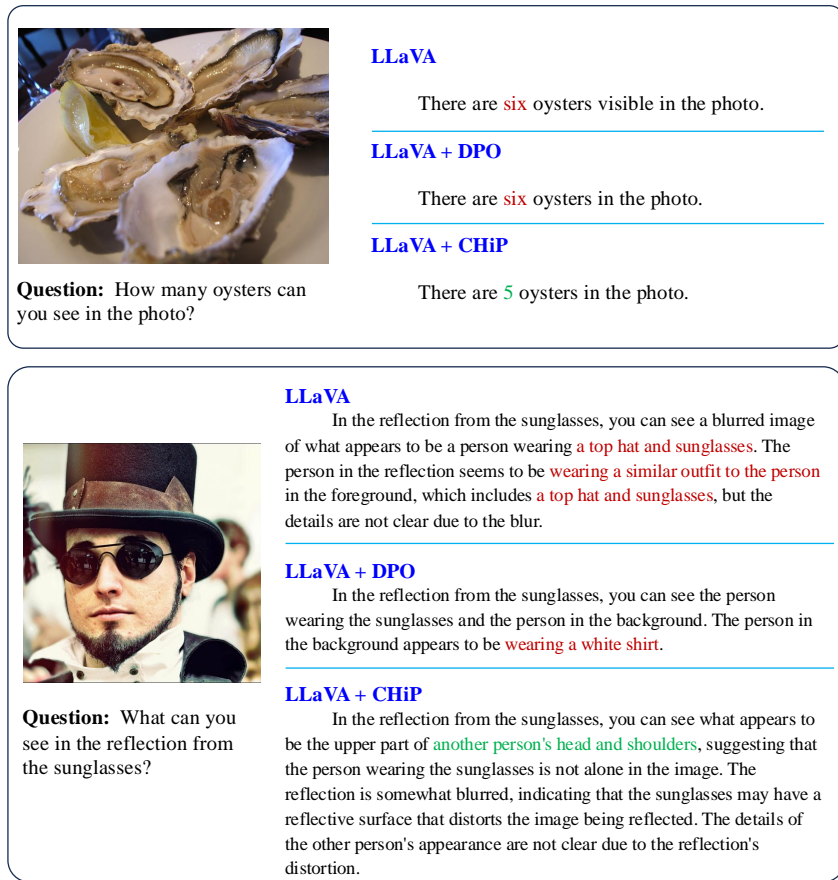 LLaVA
There are six oysters visible in the photo.
LLaVA + DPO
There are six oysters in the photo.
LLaVA + CHiP
There are 5 oysters in the photo.
Question: How many oysters can
you see in the photo?
LLaVA
In the reflection from the sunglasses, you can see a blurred image
of what appears to be a person wearing a top hat and sunglasses. The
person in the reflection seems to be wearing a similar outfit to the person
in the foreground, which includes a top hat and sunglasses, but the
details are not clear due to the blur.
LLaVA + DPO
In the reflection from the sunglasses, you can see the person
wearing the sunglasses and the person in the background. The person in
the background appears to be wearing a white shirt.
LLaVA + CHiP
In the reflection from the sunglasses, you can see what appears to
be the upper part of another person's head and shoulders, suggesting that
the person wearing the sunglasses is not alone in the image. The
reflection is somewhat blurred, indicating that the sunglasses may have a
reflective surface that distorts the image being reflected. The details of
the other person's appearance are not clear due to the reflection's
distortion.
Question: What can you
see in the reflection from
the sunglasses?